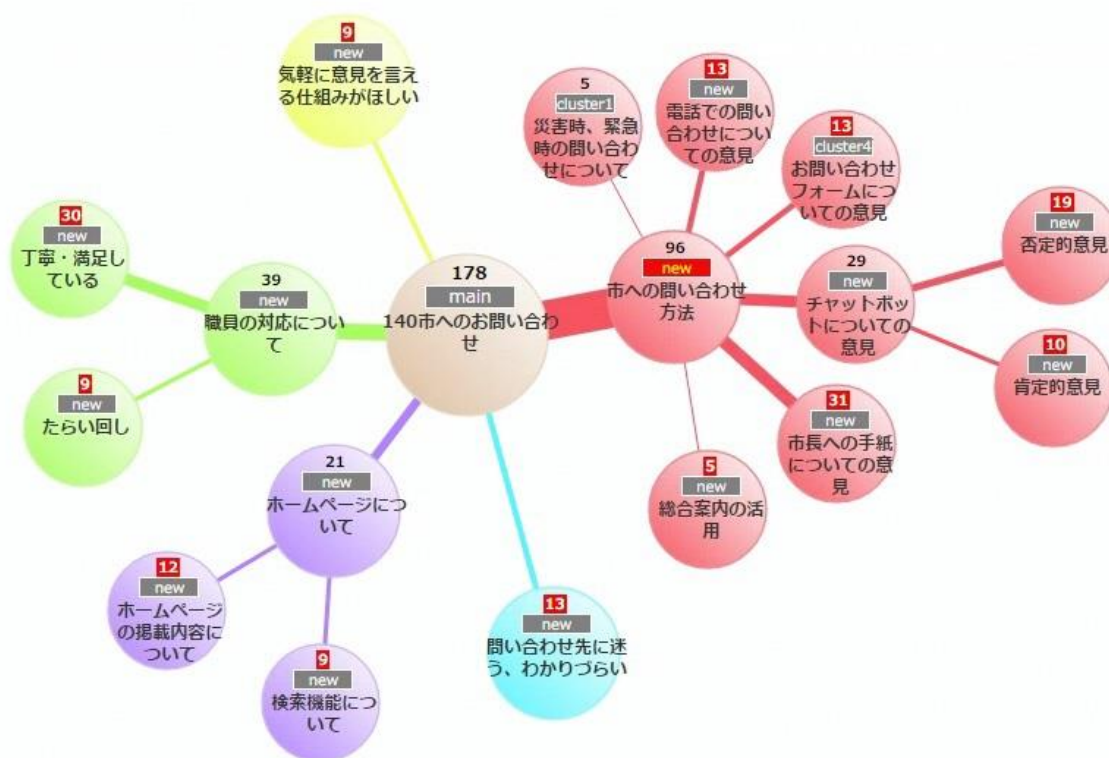 9
new
気軽に意見を言え
る仕組みがほしい
5
cluster1
災害時、緊急
時の問い合わ
せについて
13
new
電話での問い
合わせについ
ての意見
13
cluster4
お問い合わせ
フォームにつ
いての意見
30
new
丁寧・満足し
ている
39
new
職員の対応につい
て
9
new
たらい回し
178
main
140市へのお問い合わ
せ
96
new
市への問い合わせ
方法
29
new
チャットボッ
トについての
意見
19
new
否定的意見
10
new
肯定的意見
31
new
市長への手紙
についての意
見
5
new
総合案内の活
用
21
new
ホームページにつ
いて
12
new
ホームページ
の掲載内容に
ついて
9
new
検索機能につ
いて
13
new
問い合わせ先に迷
う、わかりづらい